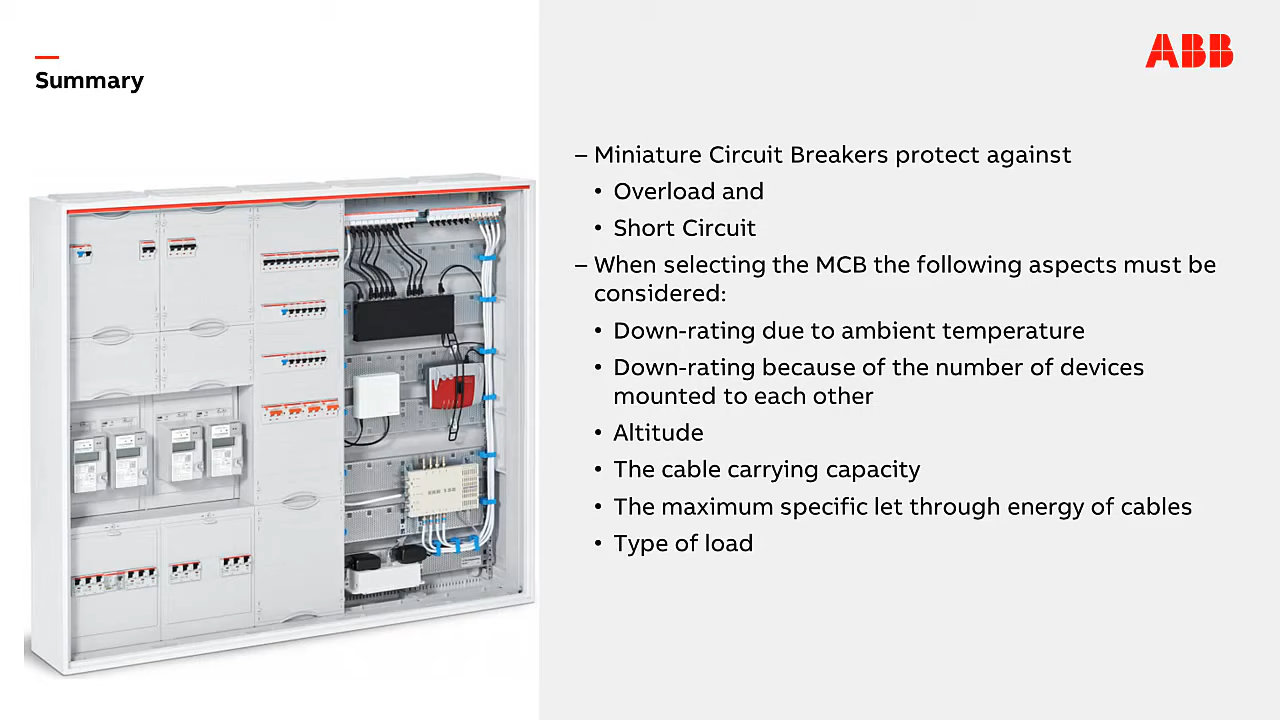 ABB
Summary
– Miniature Circuit Breakers protect against
• Overload and
• Short Circuit
– When selecting the MCB the following aspects must be
considered:
• Down-rating due to ambient temperature
• Down-rating because of the number of devices
mounted to each other
• Altitude
• The cable carrying capacity
• The maximum specific let through energy of cables
• Type of load